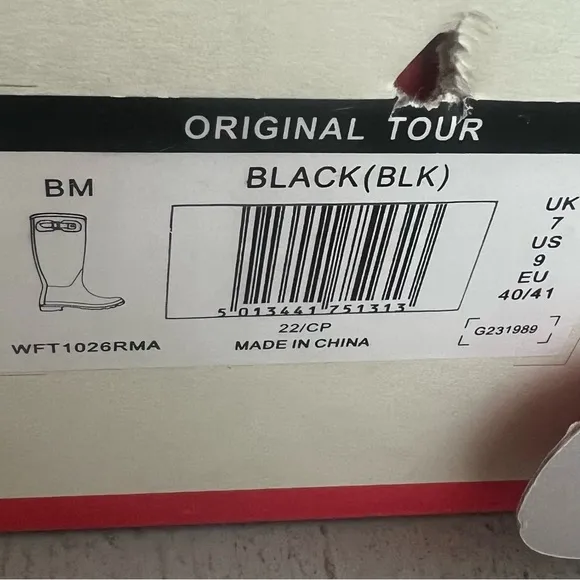 ORIGINAL TOUR
BM
BLACK(BLK)
UK
7
US
9
EU
40/41
5 013441 751313
22/CP
G231989
WFT1026RMA
MADE IN CHINA